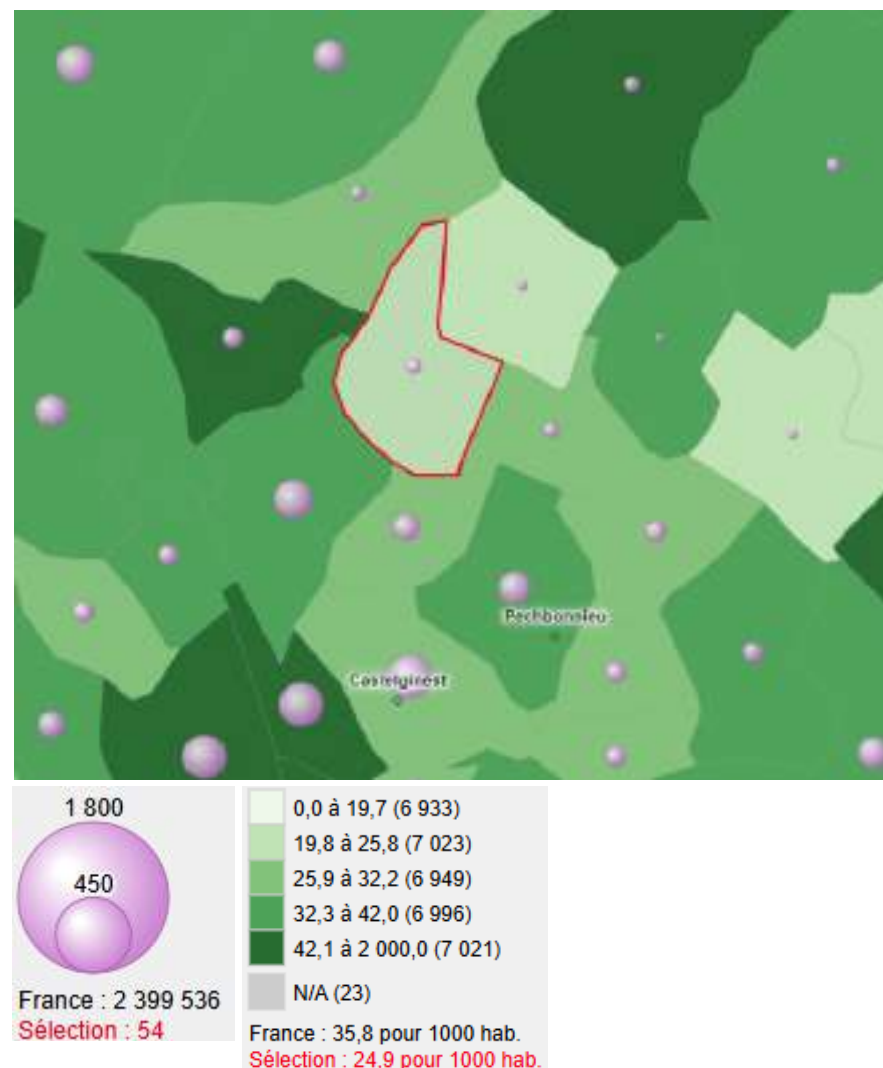 Pechbonnieu
Castelginest
1 800
450
France : 2 399 536
Sélection : 54
0,0 à 19,7 (6 933)
19,8 à 25,8 (7 023)
25,9 à 32,2 (6 949)
32,3 à 42,0 (6 996)
42,1 à 2 000,0 (7 021)
N/A (23)
France : 35,8 pour 1000 hab.
Sélection : 24,9 pour 1000 hab.